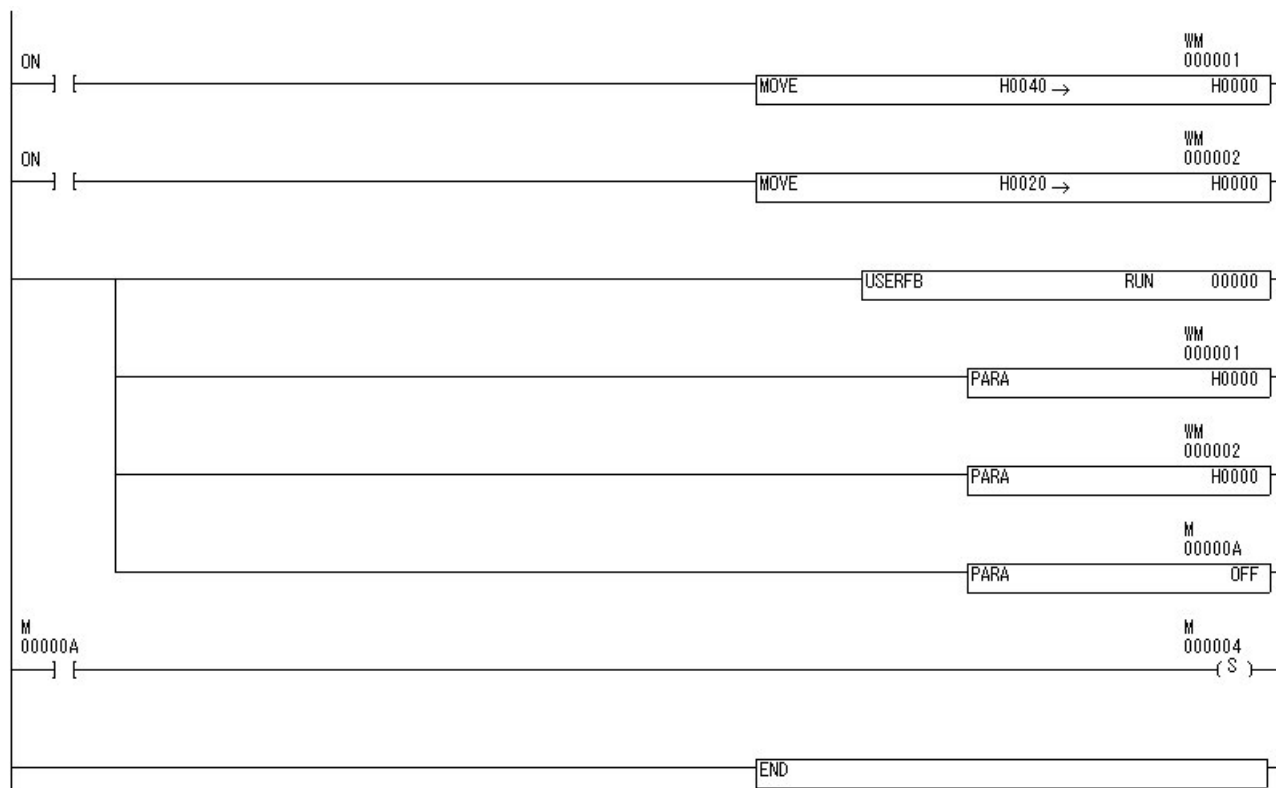 WM
ON 000001
MOVE H0040→ H0000
WM
ON 000002
MOVE H0020→ H0000
USERFB RUN 00000
WM
000001
PARA H0000
WM
000002
PARA H0000
M
00000A
PARA OFF
M M
00000A 000004
( S )
END